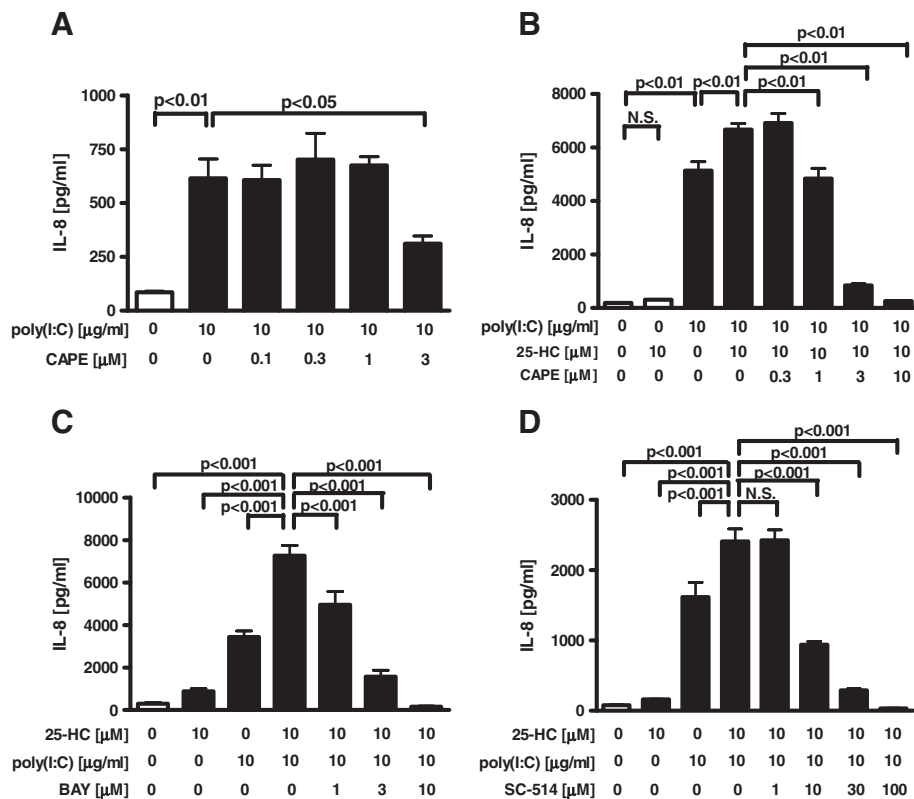 A
p<0.01
p<0.05
1000
750
500
250
0
IL-8 [pg/ml]
poly(I:C) [µg/ml] 0 10 10 10 10 10
CAPE [µM] 0 0 0.1 0.3 1 3
B
p<0.01
p<0.01
p<0.01 p<0.01 p<0.01
N.S.
8000
6000
4000
2000
0
IL-8 [pg/ml]
poly(I:C) [µg/ml] 0 0 10 10 10 10 10 10
25-HC [µM] 0 10 0 10 10 10 10 10
CAPE [µM] 0 0 0 0 0.3 1 3 10
C
p<0.001 p<0.001
p<0.001 p<0.001
p<0.001 p<0.001
10000
8000
6000
4000
2000
0
IL-8 [pg/ml]
25-HC [µM] 0 10 0 10 10 10 10
poly(I:C) [µg/ml] 0 0 10 10 10 10 10
BAY [µM] 0 0 0 0 1 3 10
D
p<0.001
p<0.001 p<0.001
p<0.001 p<0.001
p<0.001 N.S.
3000
2000
1000
0
IL-8 [pg/ml]
25-HC [µM] 0 10 0 10 10 10 10 10
poly(I:C) [µg/ml] 0 0 10 10 10 10 10 10
SC-514 [µM] 0 0 0 0 1 10 30 100